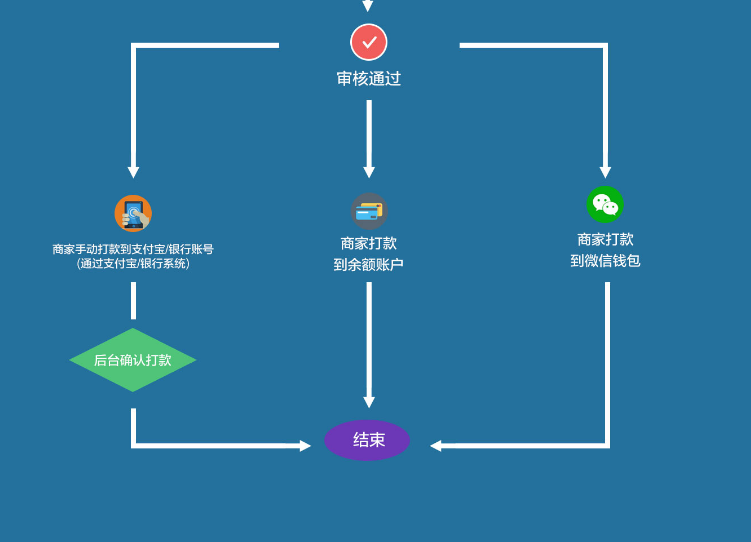 审核通过
商家手动打款到支付宝/银行账号
(通过支付宝/银行系统)
商家打款
到余额账户
商家打款
到微信钱包
后台确认打款
结束